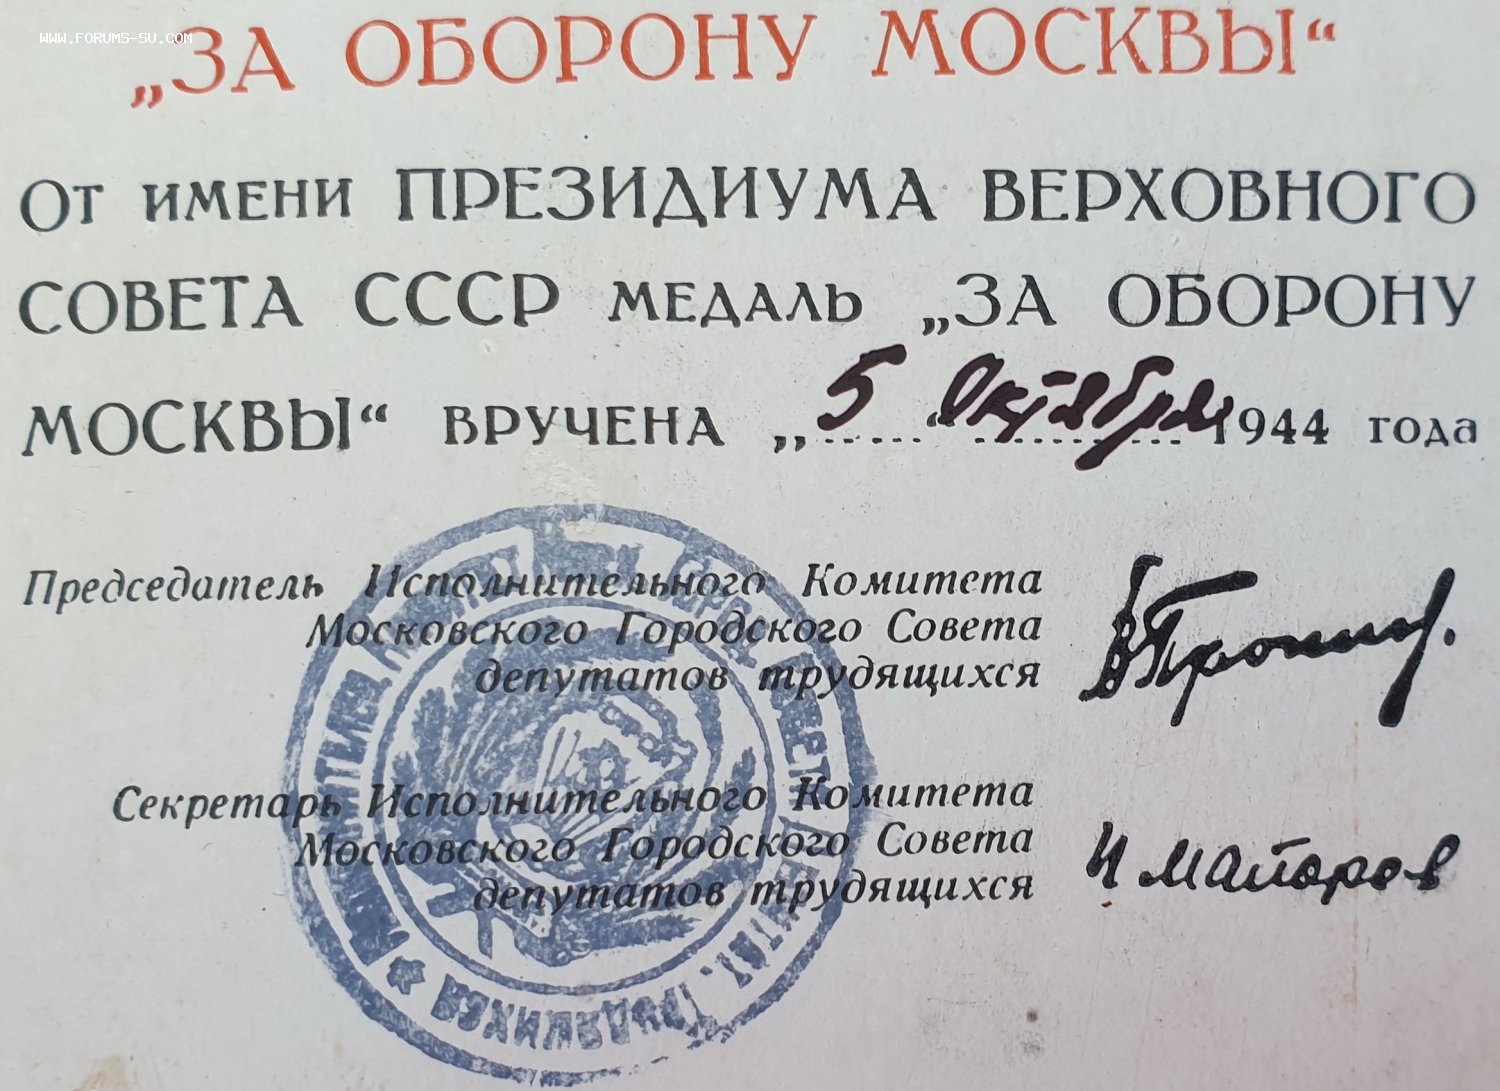 WWW.FORUMS-SU.COM
„ЗА ОБОРОНУ МОСКВЫ“
От имени ПРЕЗИДИУМА ВЕРХОВНОГО
СОВЕТА СССР медаль „ЗА ОБОРОНУ
МОСКВЫ“ вручена „5“ Октября 1944 года
Председатель Исполнительного Комитета
Московского Городского Совета
депутатов трудящихся
В Пронин.
Секретарь Исполнительного Комитета
Московского Городского Совета
депутатов трудящихся
И Майоров